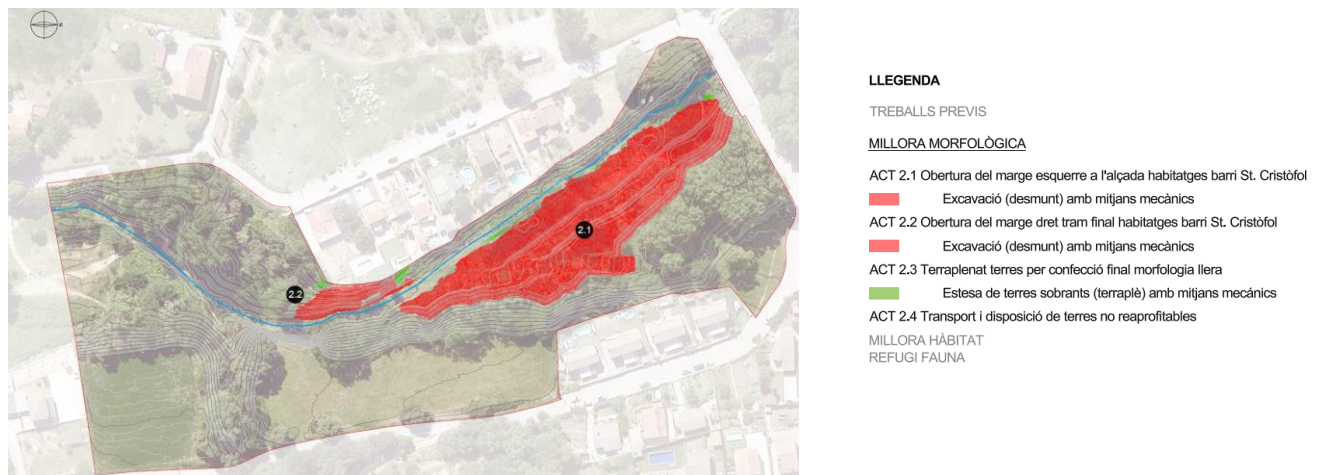 LLEGENDA
TREBALLS PREVIS
MILLORA MORFOLÒGICA
ACT 2.1 Obertura del marge esquerre a l'alçada habitatges barri St. Cristòfol
Excavació (desmunt) amb mitjans mecànics
ACT 2.2 Obertura del marge dret tram final habitatges barri St. Cristòfol
Excavació (desmunt) amb mitjans mecànics
ACT 2.3 Terraplenat terres per confecció final morfologia llera
Estesa de terres sobrants (terraplè) amb mitjans mecánics
ACT 2.4 Transport i disposició de terres no reaprofitables
MILLORA HÀBITAT
REFUGI FAUNA
2.1
2.2